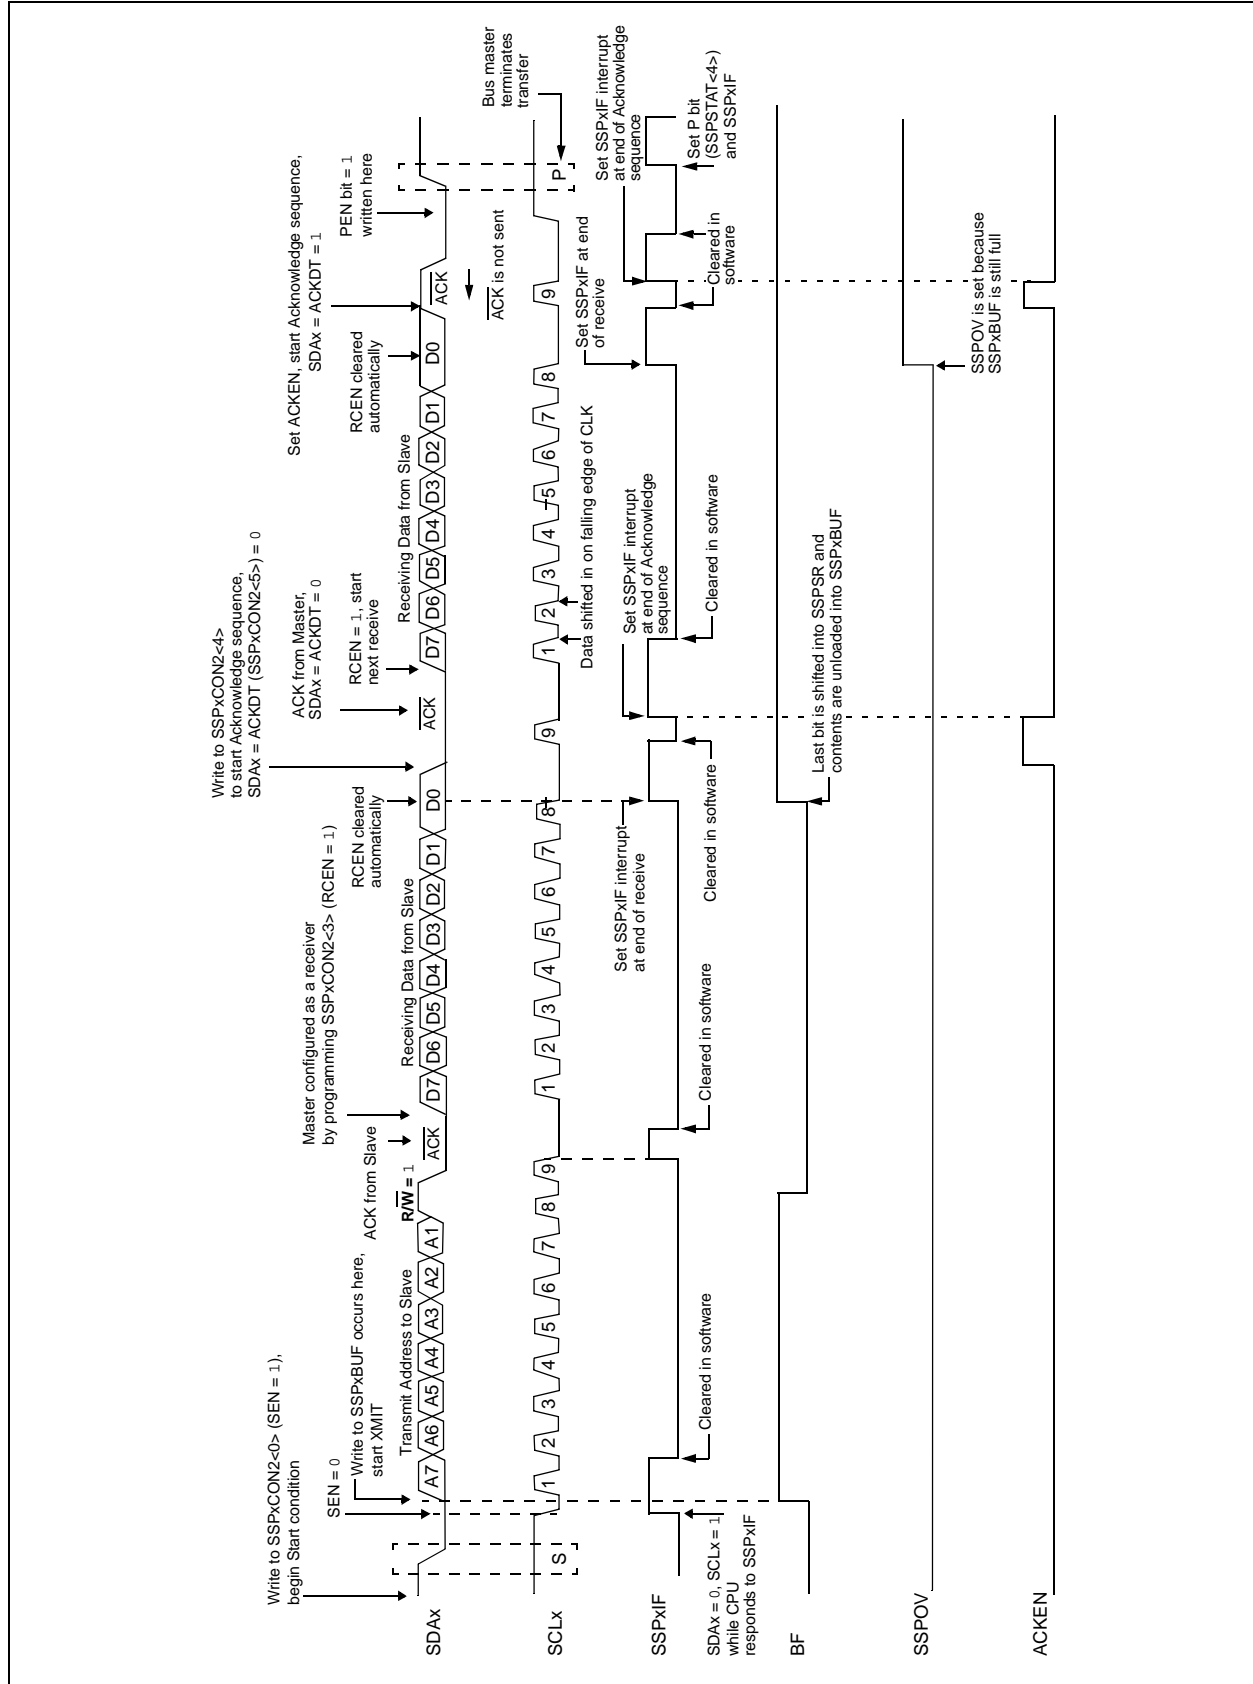 Write to SSPxCON2<0> (SEN = 1),
begin Start condition
SEN = 0
Write to SSPxBUF occurs here,
start XMIT
ACK from Slave
Master configured as a receiver
by programming SSPxCON2<3> (RCEN = 1)
RCEN cleared
automatically
Write to SSPxCON2<4>
to start Acknowledge sequence,
SDAx = ACKDT (SSPxCON2<5>) = 0
ACK from Master,
SDAx = ACKDT = 0
RCEN = 1, start
next receive
RCEN cleared
automatically
Set ACKEN, start Acknowledge sequence,
SDAx = ACKDT = 1
PEN bit = 1
written here
Transmit Address to Slave
R/W = 1
Receiving Data from Slave
Receiving Data from Slave
SDAx
A7 A6 A5 A4 A3 A2 A1
ACK
D7 D6 D5 D4 D3 D2 D1 D0
ACK
D7 D6 D5 D4 D3 D2 D1 D0
ACK
ACK is not sent
Bus master
terminates
transfer
SCLx
S
1 2 3 4 5 6 7 8 9
1 2 3 4 5 6 7 8
9
1 2 3 4 5 6 7 8
9
P
Data shifted in on falling edge of CLK
Set SSPxIF interrupt
at end of receive
Set SSPxIF interrupt
at end of Acknowledge
sequence
Set SSPxIF at end
of receive
Set SSPxIF interrupt
at end of Acknowledge
sequence
SSPxIF
SDAx = 0, SCLx = 1
while CPU
responds to SSPxIF
Cleared in software
Cleared in software
Cleared in software
Cleared in software
Cleared in
software
Set P bit
(SSPSTAT<4>)
and SSPxIF
BF
Last bit is shifted into SSPSR and
contents are unloaded into SSPxBUF
SSPOV
SSPOV is set because
SSPxBUF is still full
ACKEN